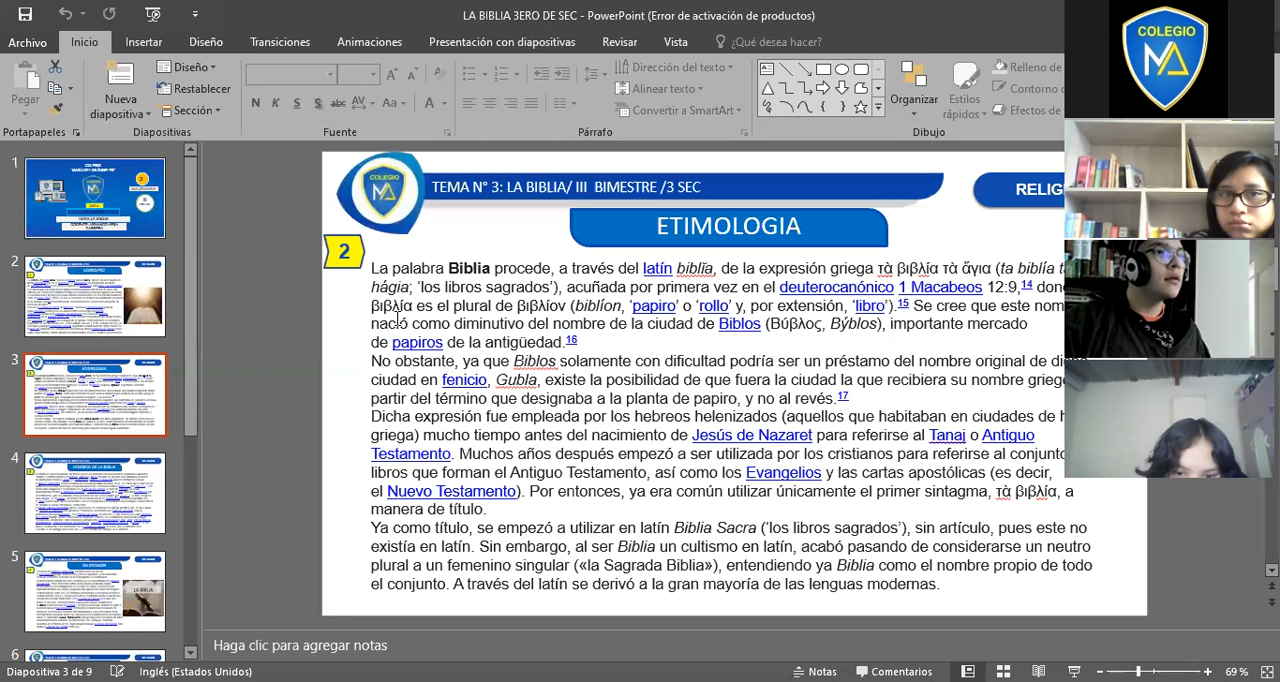 LA BIBLIA 3ERO DE SEC - PowerPoint (Error de activación de productos)
Archivo Inicio Insertar Diseño Transiciones Animaciones Presentación con diapositivas Revisar Vista ¿Qué desea hacer?
Pegar
Nueva diapositiva
Diseño
Restablecer
Sección
N K S S abc AV Aa A
Dirección del texto
Alinear texto
Convertir a SmartArt
Organizar
Estilos rápidos
Relleno de
Contorno
Efectos de
Portapapeles Diapositivas Fuente Párrafo Dibujo
COLEGIO
MA
1
2
3
4
5
6
COLEGIO
MA
TEMA N° 3: LA BIBLIA/ III BIMESTRE /3 SEC
RELIG
ETIMOLOGIA
2
La palabra Biblia procede, a través del latín biblĭa, de la expresión griega τὰ βιβλία τὰ ἅγια (ta biblía t
hágia; 'los libros sagrados'), acuñada por primera vez en el deuterocanónico 1 Macabeos 12:9,14 don
βιβλία es el plural de βιβλίον (biblíon, 'papiro' o 'rollo' y, por extensión, 'libro').15 Se cree que este nom
nació como diminutivo del nombre de la ciudad de Biblos (Βύβλος, Býblos), importante mercado
de papiros de la antigüedad.16
No obstante, ya que Biblos solamente con dificultad podría ser un préstamo del nombre original de dicha
ciudad en fenicio, existe la posibilidad de que fuera la ciudad la que recibiera su nombre grieg
partir del término que designaba a la planta de papiro, y no al revés.17
Dicha expresión fue empleada por los hebreos helenizados (aquellos que habitaban en ciudades de h
griega) mucho tiempo antes del nacimiento de Jesús de Nazaret para referirse al Tanaj o Antiguo
Testamento. Muchos años después empezó a ser utilizada por los cristianos para referirse al conjunto
libros que forman el Antiguo Testamento, así como los Evangelios y las cartas apostólicas (es decir,
el Nuevo Testamento). Por entonces, ya era común utilizar únicamente el primer sintagma, τὰ βιβλία, a
manera de título.
Ya como título, se empezó a utilizar en latín Biblia Sacra ('los libros sagrados'), sin artículo, pues este no
existía en latín. Sin embargo, al ser Biblia un cultismo en latín, acabó pasando de considerarse un neutro
plural a un femenino singular («la Sagrada Biblia»), entendiendo ya Biblia como el nombre propio de todo
el conjunto. A través del latín se derivó a la gran mayoría de las lenguas modernas.
Haga clic para agregar notas
Diapositiva 3 de 9 Inglés (Estados Unidos) Notas Comentarios 69 %